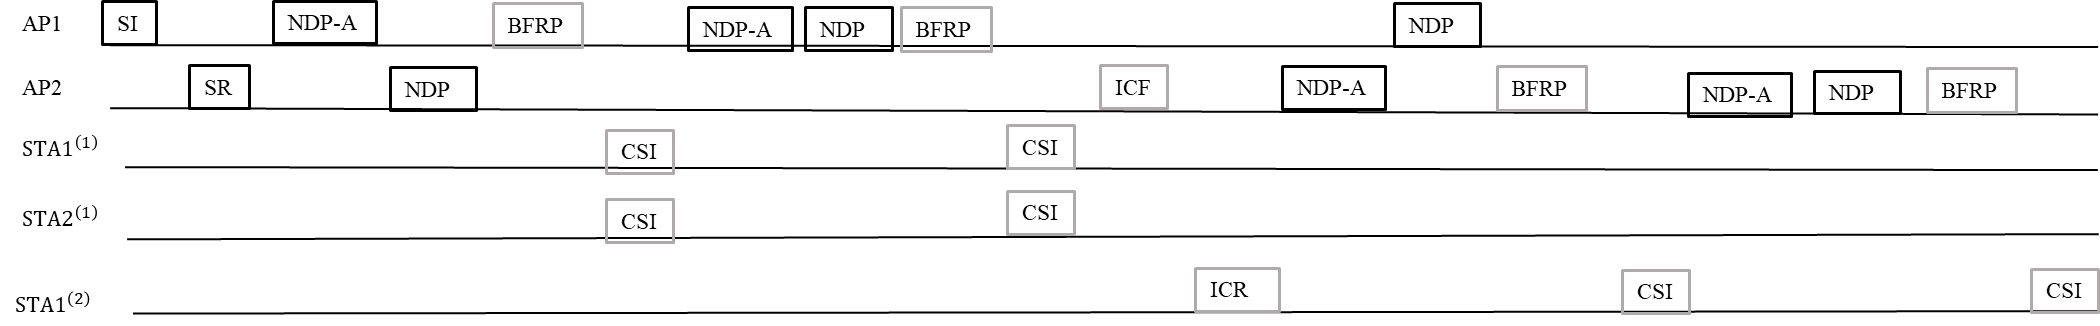 AP1 SI NDP-A BFRP NDP-A NDP BFRP NDP
AP2 SR NDP ICF NDP-A BFRP NDP-A NDP BFRP
STA1⁽¹⁾ CSI CSI
STA2⁽¹⁾ CSI CSI
STA1⁽²⁾ ICR CSI CSI